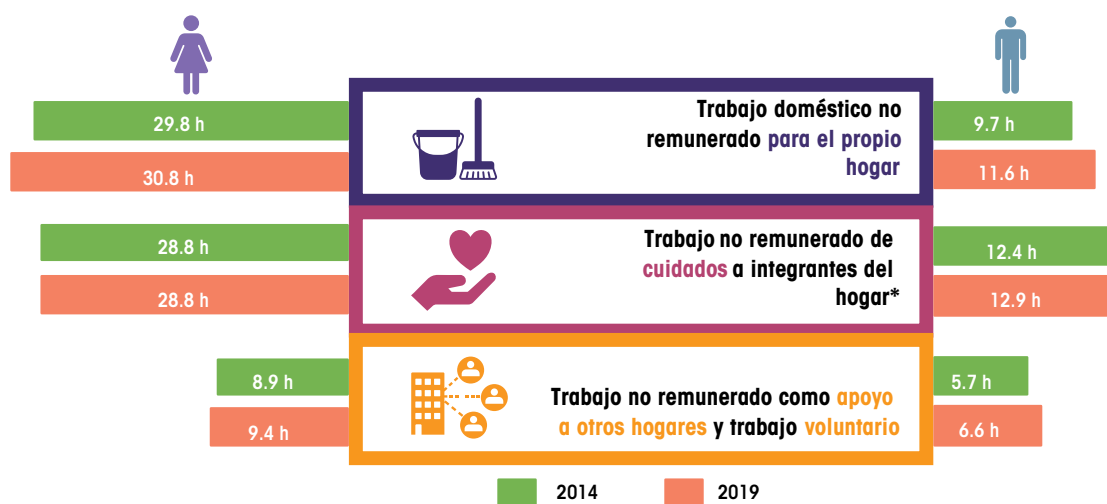 29.8 h
30.8 h
Trabajo doméstico no
remunerado para el propio
hogar
9.7 h
11.6 h
28.8 h
28.8 h
Trabajo no remunerado de
cuidados a integrantes del
hogar*
12.4 h
12.9 h
8.9 h
9.4 h
Trabajo no remunerado como apoyo
a otros hogares y trabajo voluntario
5.7 h
6.6 h
2014
2019